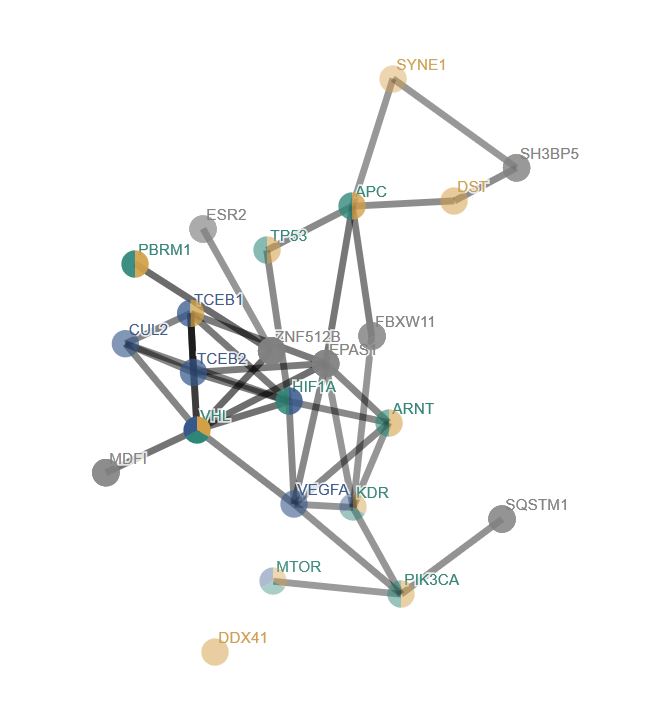 SYNE1
SH3BP5
DST
APC
ESR2
TP53
PBRM1
TCEB1
CUL2
ZNF512B
FBXW11
EPAS1
TCEB2
HIF1A
ARNT
VHL
MDFI
VEGFA
KDR
SQSTM1
MTOR
PIK3CA
DDX41